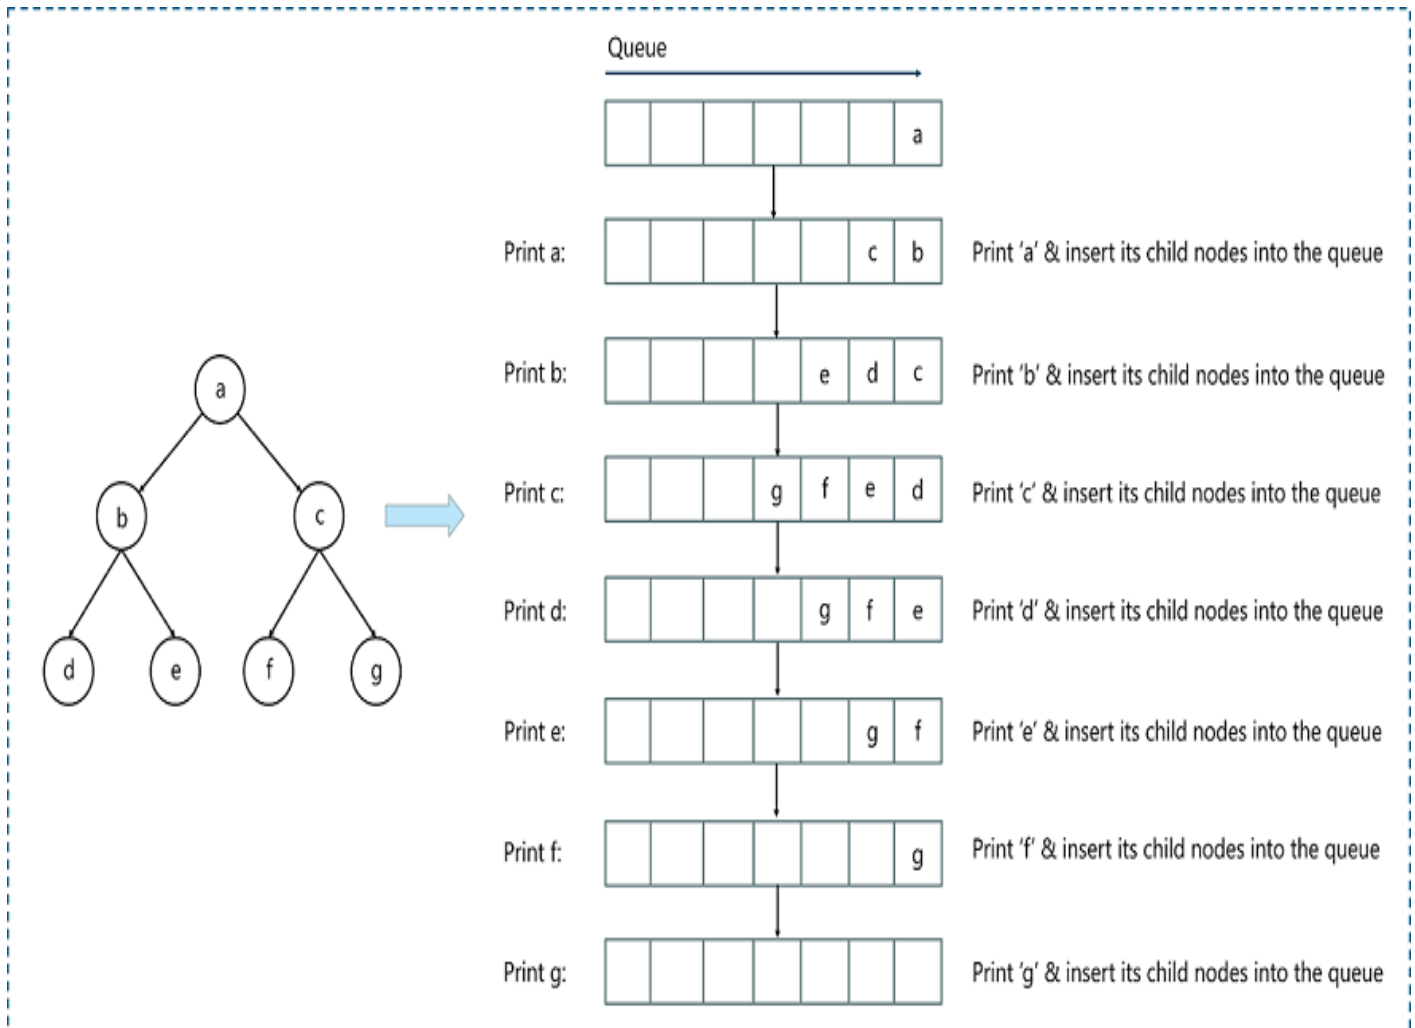 Queue
a
Print a:
c b
Print 'a' & insert its child nodes into the queue
Print b:
e d c
Print 'b' & insert its child nodes into the queue
a
b
c
d
e
f
g
Print c:
g f e d
Print 'c' & insert its child nodes into the queue
Print d:
g f e
Print 'd' & insert its child nodes into the queue
Print e:
g f
Print 'e' & insert its child nodes into the queue
Print f:
g
Print 'f' & insert its child nodes into the queue
Print g:
Print 'g' & insert its child nodes into the queue